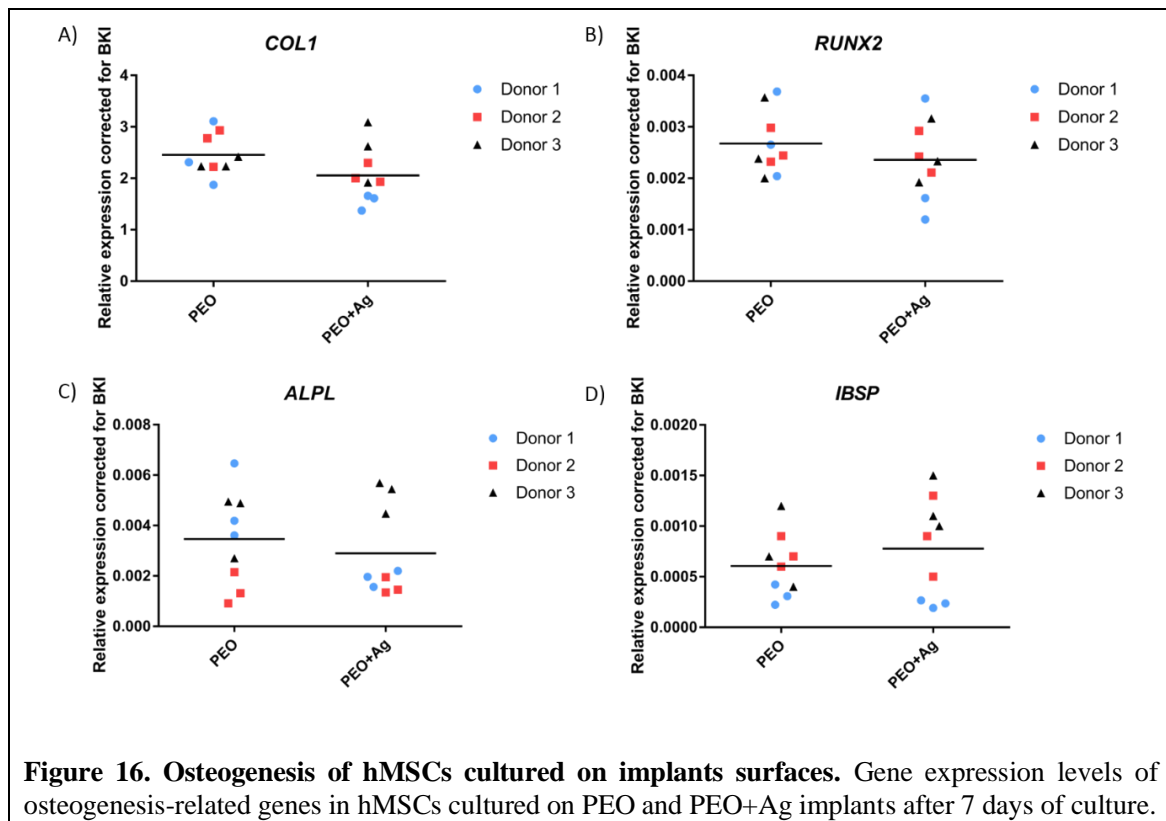 A)
COL1
Relative expression corrected for BKI
4
3
2
1
0
PEO
PEO+Ag
Donor 1
Donor 2
Donor 3
B)
RUNX2
Relative expression corrected for BKI
0.004
0.003
0.002
0.001
0.000
PEO
PEO+Ag
Donor 1
Donor 2
Donor 3
C)
ALPL
Relative expression corrected for BKI
0.008
0.006
0.004
0.002
0.000
PEO
PEO+Ag
Donor 1
Donor 2
Donor 3
D)
IBSP
Relative expression corrected for BKI
0.0020
0.0015
0.0010
0.0005
0.0000
PEO
PEO+Ag
Donor 1
Donor 2
Donor 3
Figure 16. Osteogenesis of hMSCs cultured on implants surfaces. Gene expression levels of
osteogenesis-related genes in hMSCs cultured on PEO and PEO+Ag implants after 7 days of culture.